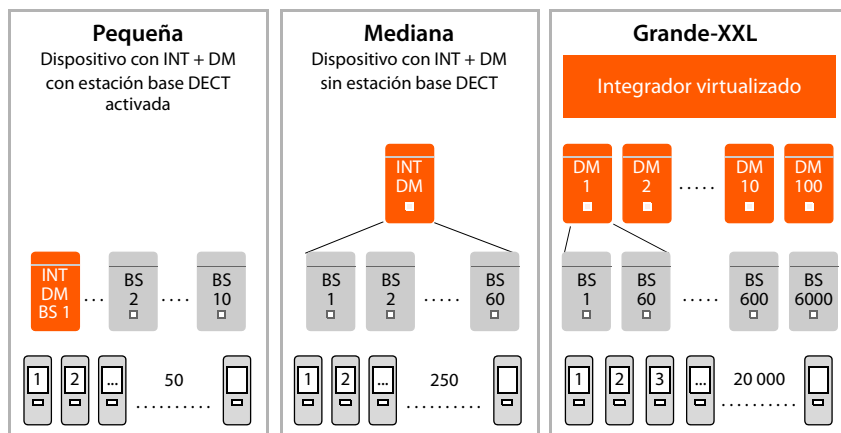 Pequeña
Dispositivo con INT + DM
con estación base DECT
activada
INT
DM
BS 1
...
BS
2
....
BS
10
1
2
...
50
..........
Mediana
Dispositivo con INT + DM
sin estación base DECT
INT
DM
BS
1
BS
2
.....
BS
60
1
2
...
250
..........
Grande-XXL
Integrador virtualizado
DM
1
DM
2
.....
DM
10
DM
100
BS
1
BS
60
.....
BS
600
BS
6000
1
2
3
...
20 000
..........